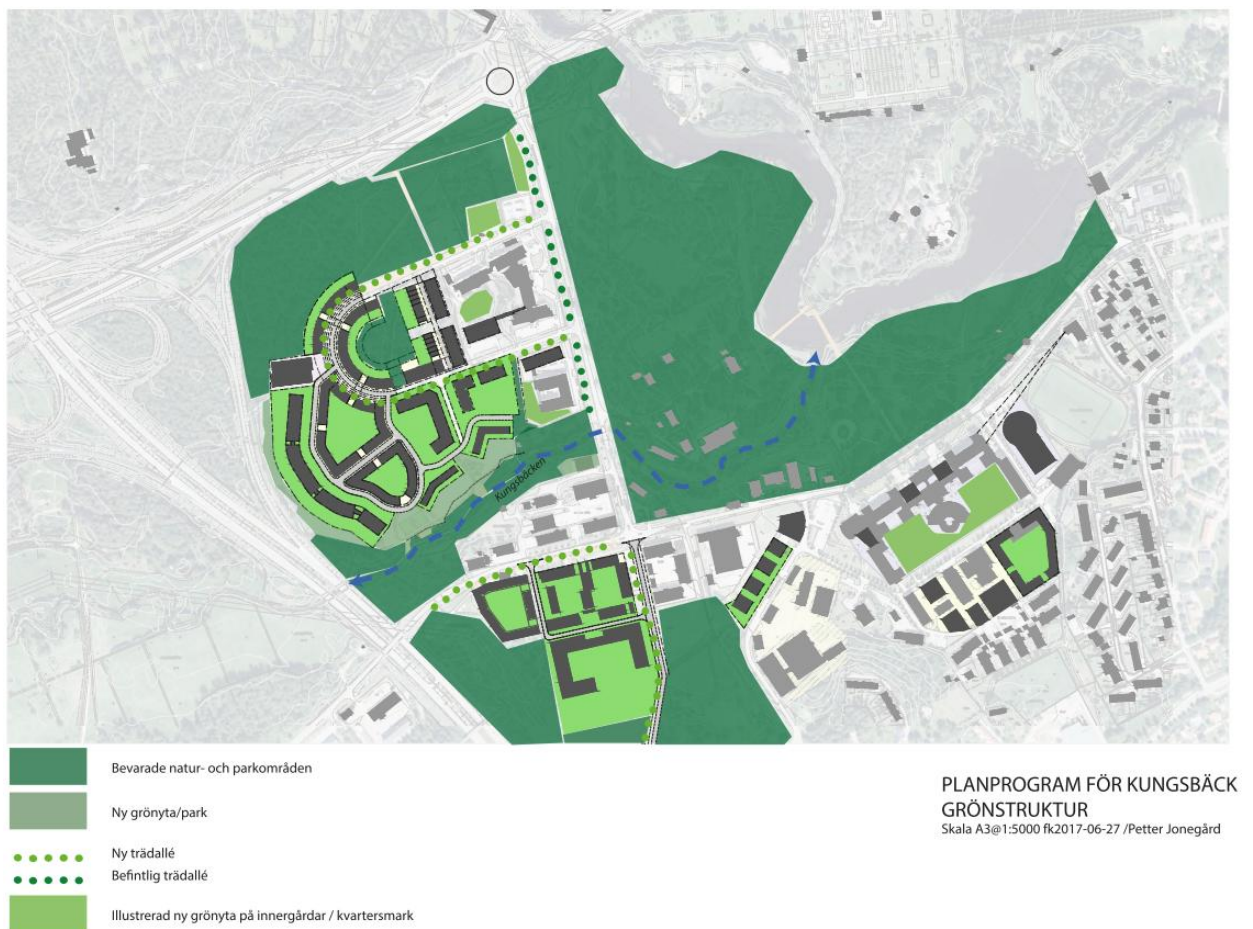 Kungsbäcken
Bevarade natur- och parkområden
Ny grönyta/park
Ny trädallé
Befintlig trädallé
Illustrerad ny grönyta på innergårdar / kvartersmark
PLANPROGRAM FÖR KUNGSBÄCK
GRÖNSTRUKTUR
Skala A3@1:5000 fk2017-06-27 /Petter Jonegård